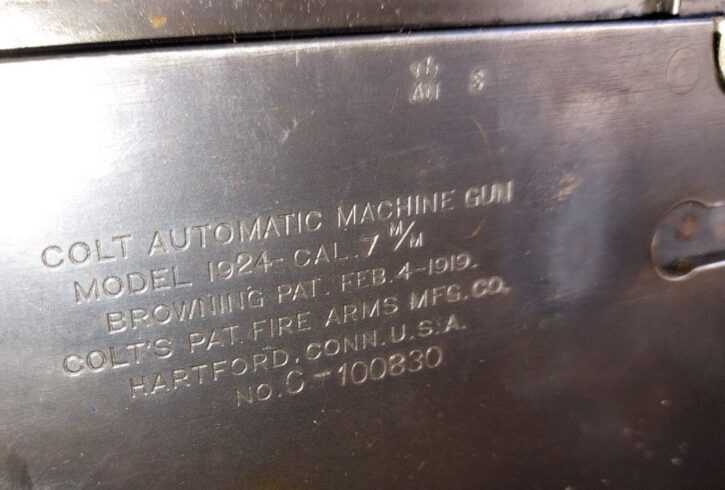 AN S
COLT AUTOMATIC MACHINE GUN
MODEL 1924-CAL.7 M/M
BROWNING PAT. FEB.4-1919.
COLT'S PAT. FIRE ARMS MFG. CO.
HARTFORD, CONN. U.S.A.
NO. C-100830